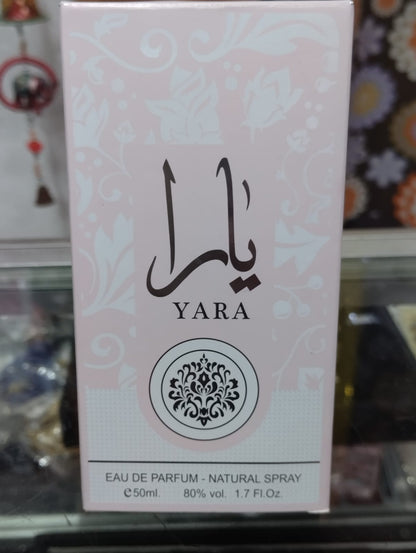 يارا
YARA
EAU DE PARFUM - NATURAL SPRAY
℮50ml. 80% vol. 1.7 Fl.Oz.